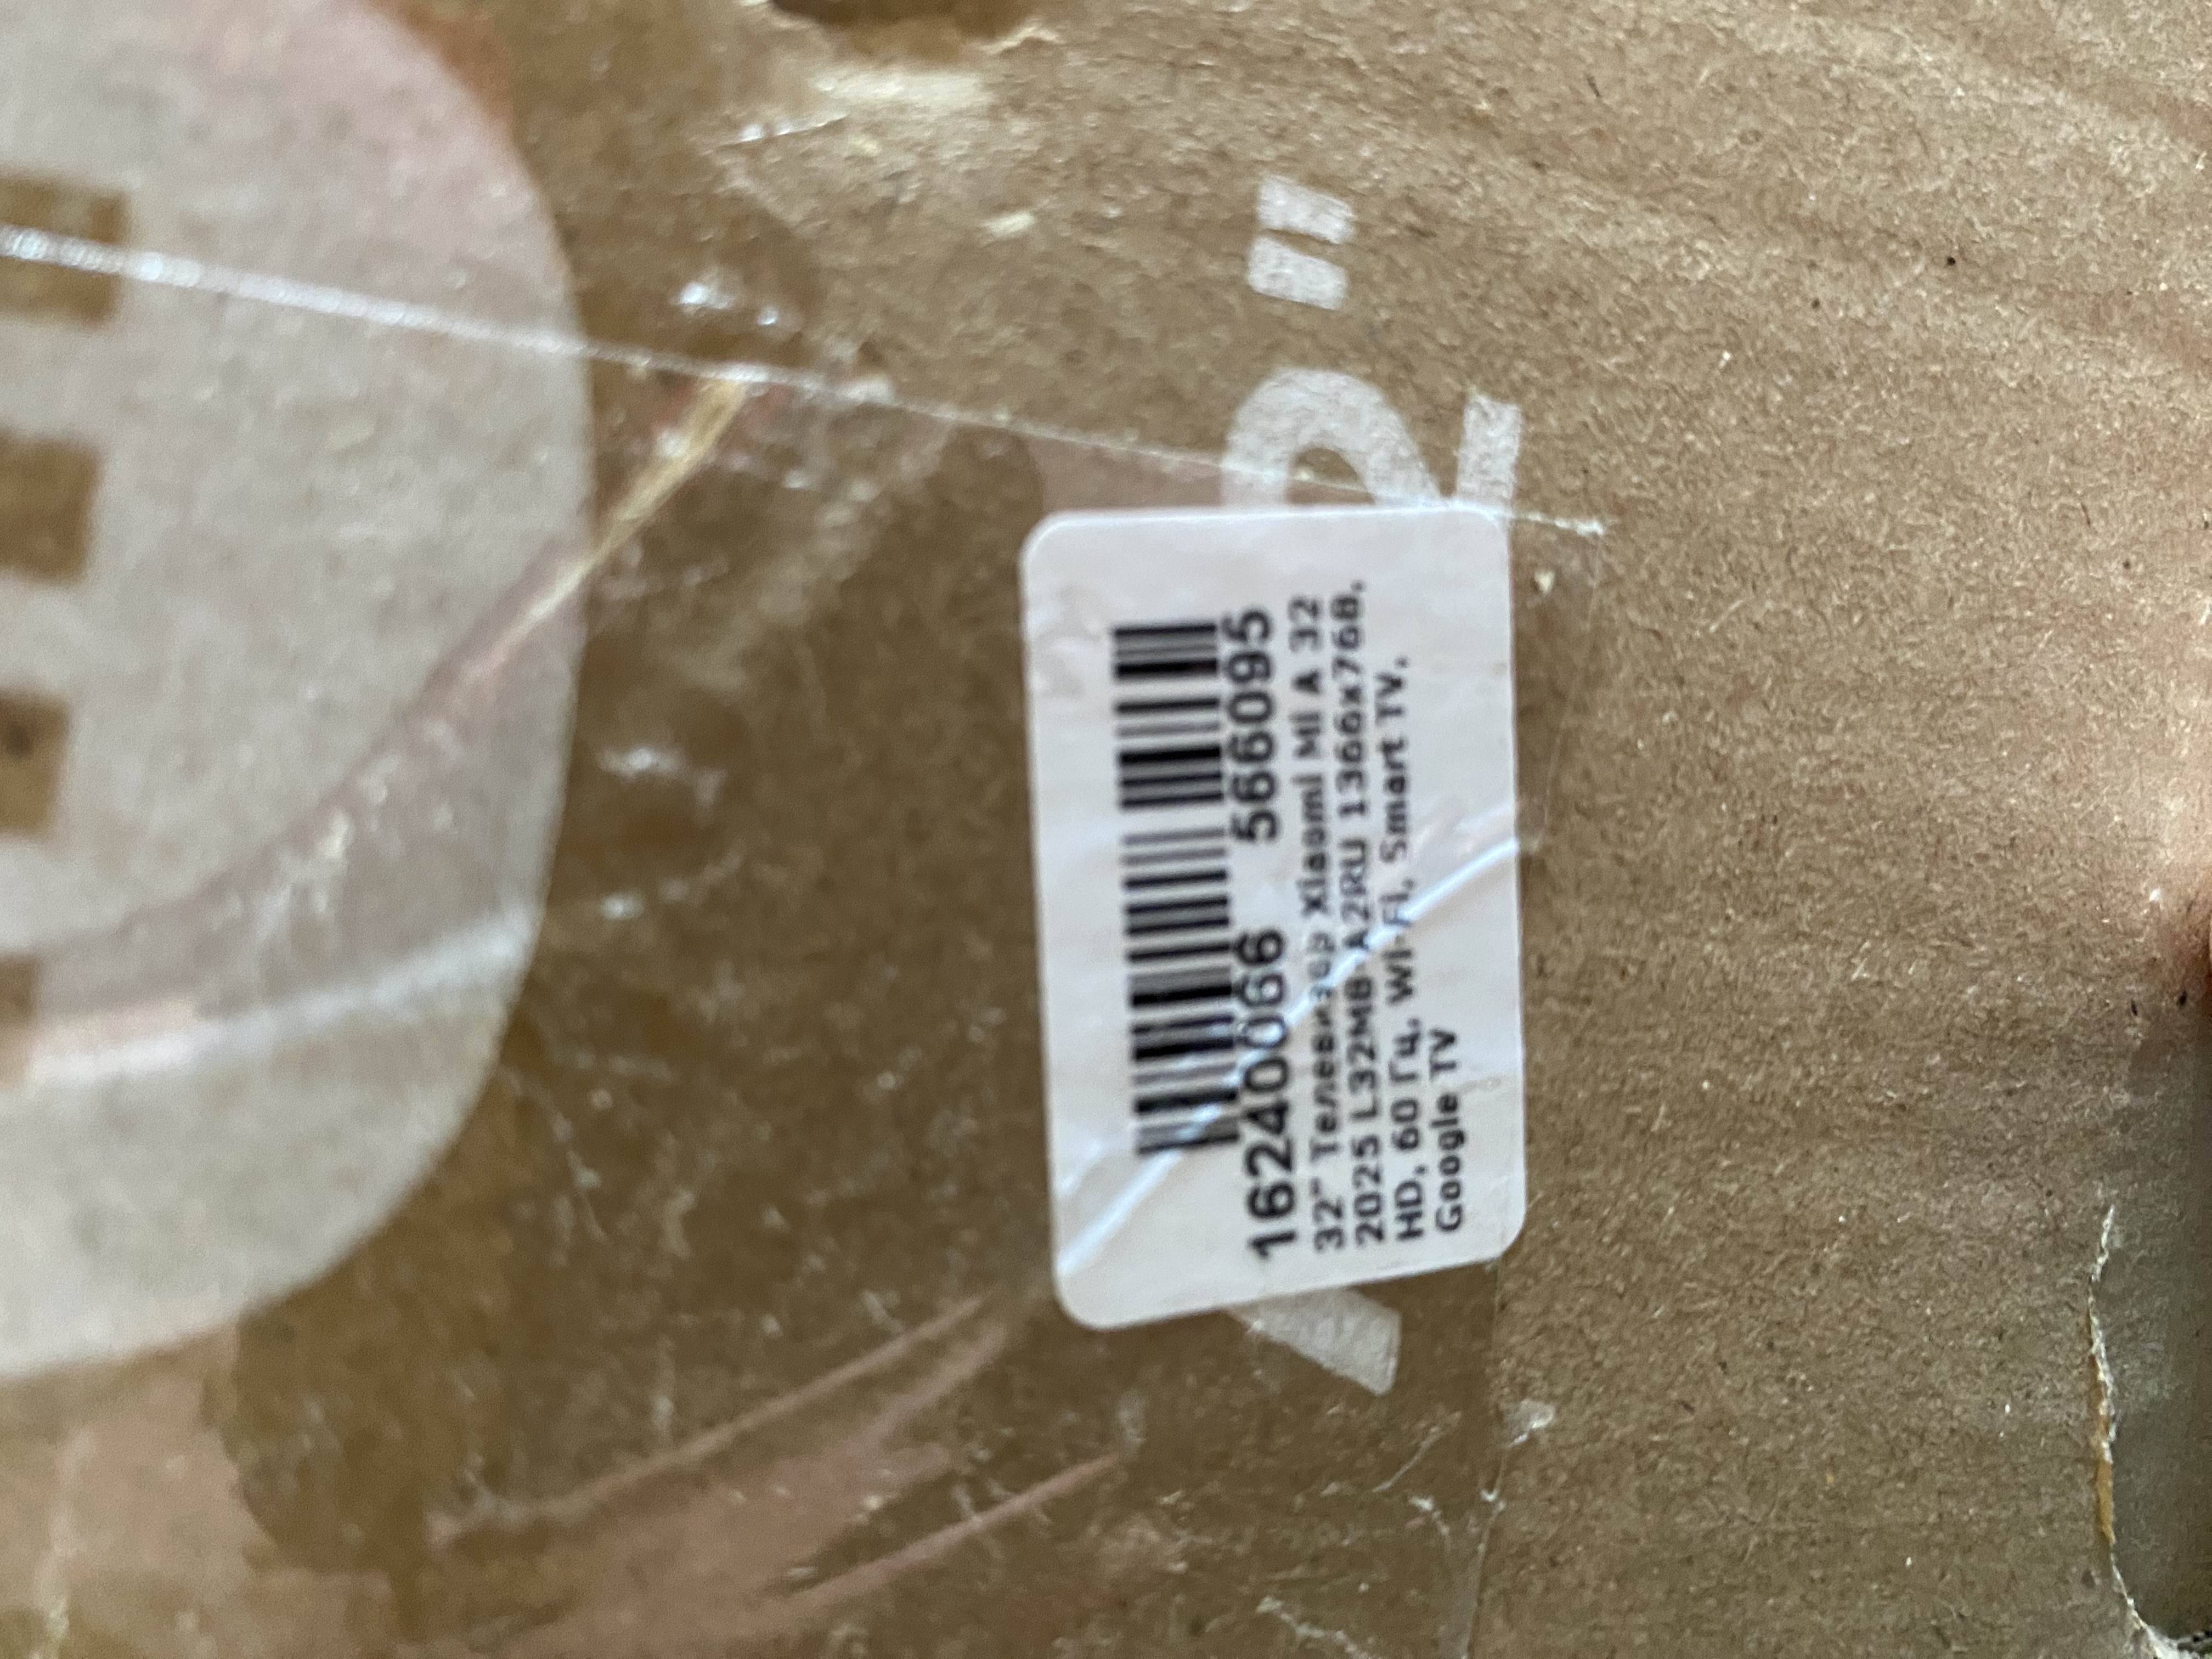 16240066 566095
32" Телевизор Xiaomi MI A 32
2025 L32MB-A2RU 1366x768,
HD, 60 Гц, Wi-Fi, Smart TV,
Google TV